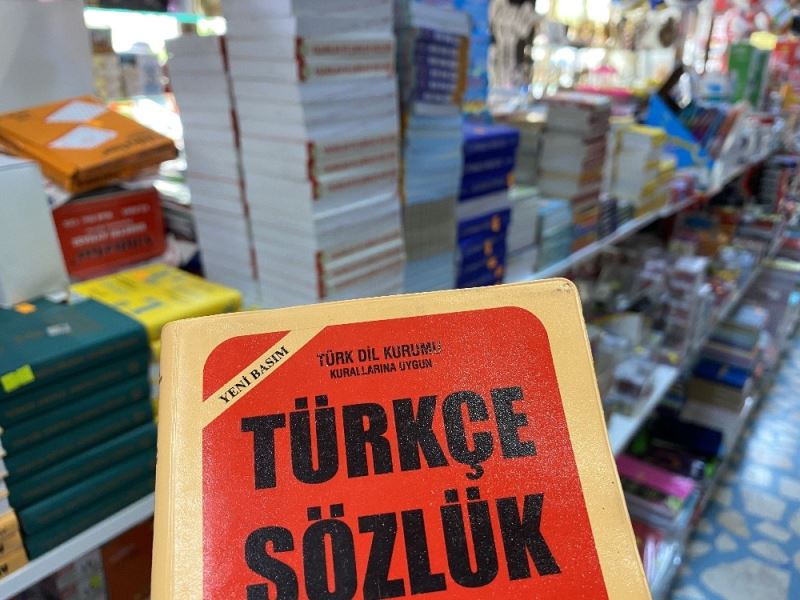 YENİ BASIM
TÜRK DİL KURUMU
KURALLARINA UYGUN
TÜRKÇE
SÖZLÜK